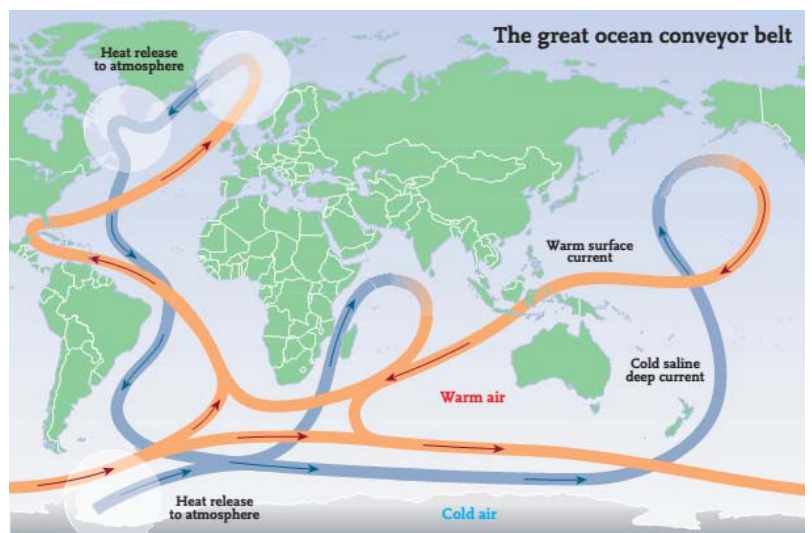 The great ocean conveyor belt
Heat release
to atmosphere
Warm surface
current
Cold saline
deep current
Warm air
Heat release
to atmosphere
Cold air